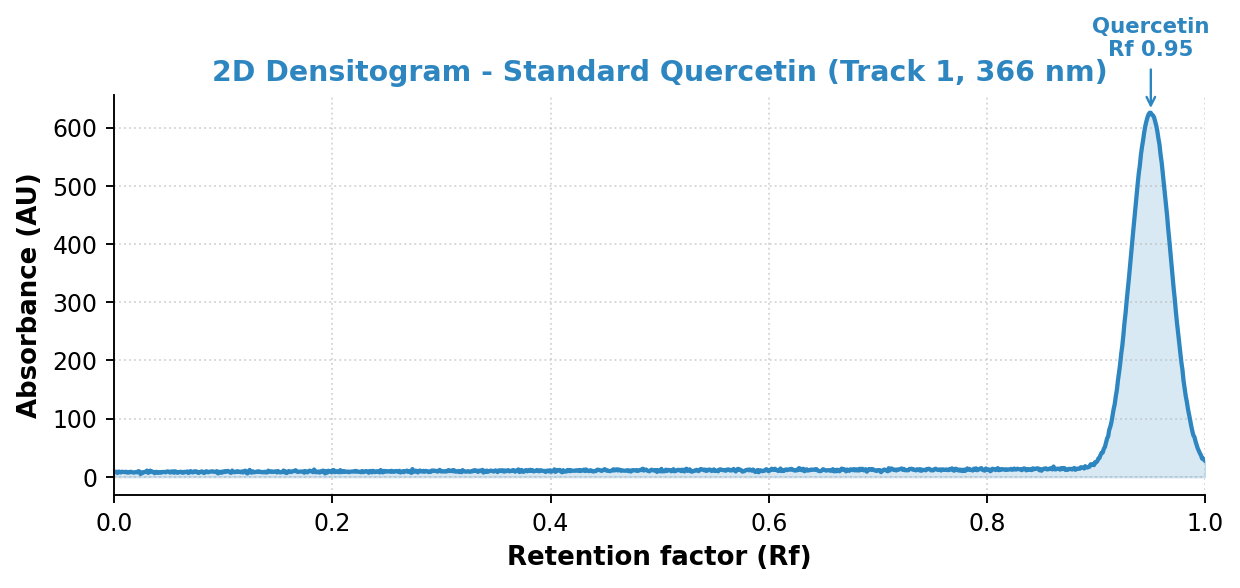 Quercetin
Rf 0.95
2D Densitogram - Standard Quercetin (Track 1, 366 nm)
Absorbance (AU)
600
500
400
300
200
100
0
0.0 0.2 0.4 0.6 0.8 1.0
Retention factor (Rf)